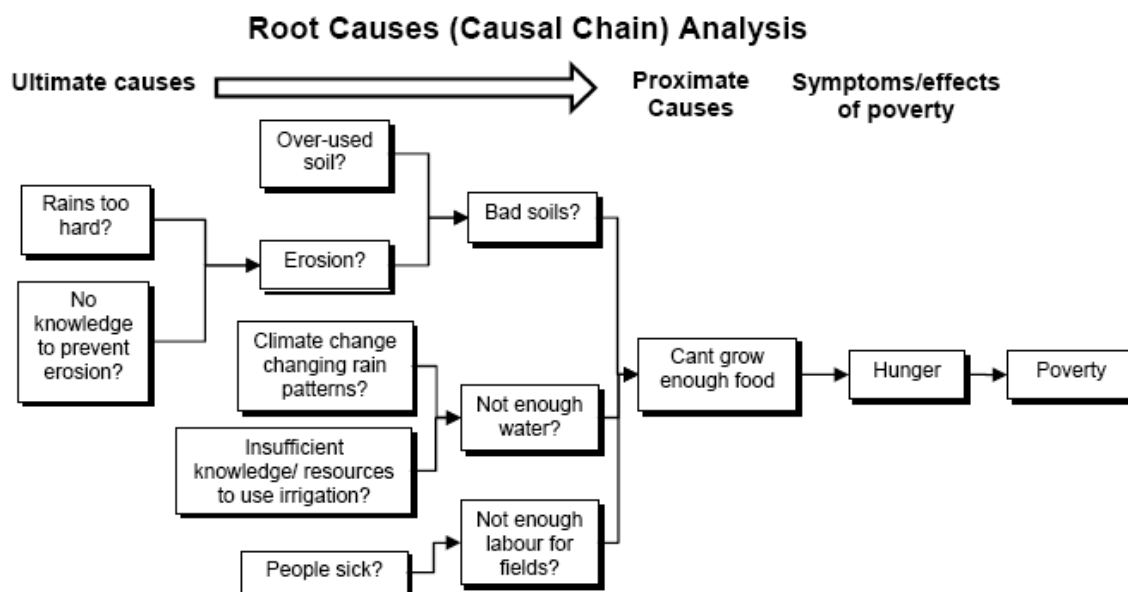 Root Causes (Causal Chain) Analysis
Ultimate causes
Proximate
Causes
Symptoms/effects
of poverty
Over-used
soil?
Rains too
hard?
Bad soils?
Erosion?
No
knowledge
to prevent
erosion?
Climate change
changing rain
patterns?
Cant grow
enough food
Hunger
Poverty
Not enough
water?
Insufficient
knowledge/ resources
to use irrigation?
Not enough
labour for
fields?
People sick?